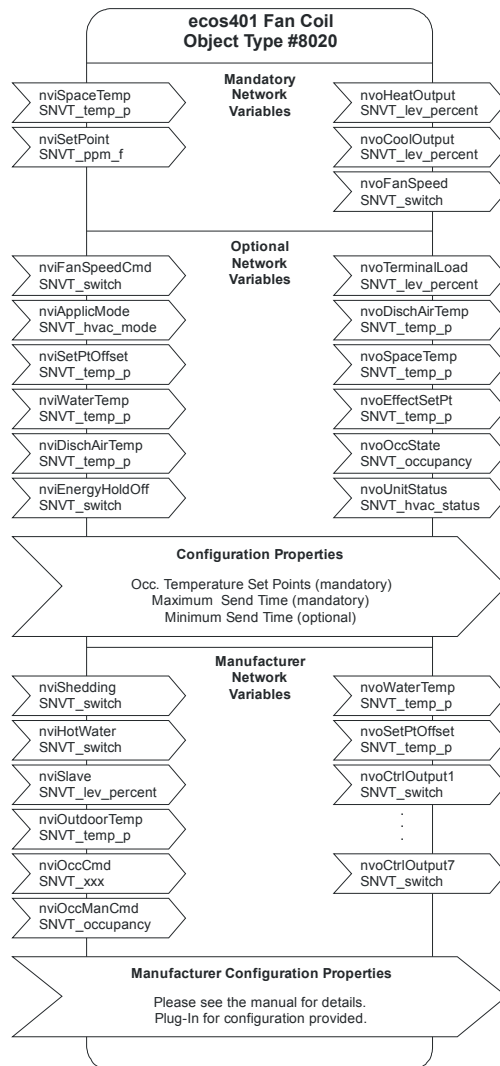 ecos401 Fan Coil
Object Type #8020
Mandatory
Network
Variables
nviSpaceTemp
SNVT_temp_p
nviSetPoint
SNVT_ppm_f
nvoHeatOutput
SNVT_lev_percent
nvoCoolOutput
SNVT_lev_percent
nvoFanSpeed
SNVT_switch
Optional
Network
Variables
nviFanSpeedCmd
SNVT_switch
nviApplicMode
SNVT_hvac_mode
nviSetPtOffset
SNVT_temp_p
nviWaterTemp
SNVT_temp_p
nviDischAirTemp
SNVT_temp_p
nviEnergyHoldOff
SNVT_switch
nvoTerminalLoad
SNVT_lev_percent
nvoDischAirTemp
SNVT_temp_p
nvoSpaceTemp
SNVT_temp_p
nvoEffectSetPt
SNVT_temp_p
nvoOccState
SNVT_occupancy
nvoUnitStatus
SNVT_hvac_status
Configuration Properties
Occ. Temperature Set Points (mandatory)
Maximum Send Time (mandatory)
Minimum Send Time (optional)
Manufacturer
Network
Variables
nviShedding
SNVT_switch
nviHotWater
SNVT_switch
nviSlave
SNVT_lev_percent
nviOutdoorTemp
SNVT_temp_p
nviOccCmd
SNVT_xxx
nviOccManCmd
SNVT_occupancy
nvoWaterTemp
SNVT_temp_p
nvoSetPtOffset
SNVT_temp_p
nvoCtrlOutput1
SNVT_switch
.
.
.
nvoCtrlOutput7
SNVT_switch
Manufacturer Configuration Properties
Please see the manual for details.
Plug-In for configuration provided.